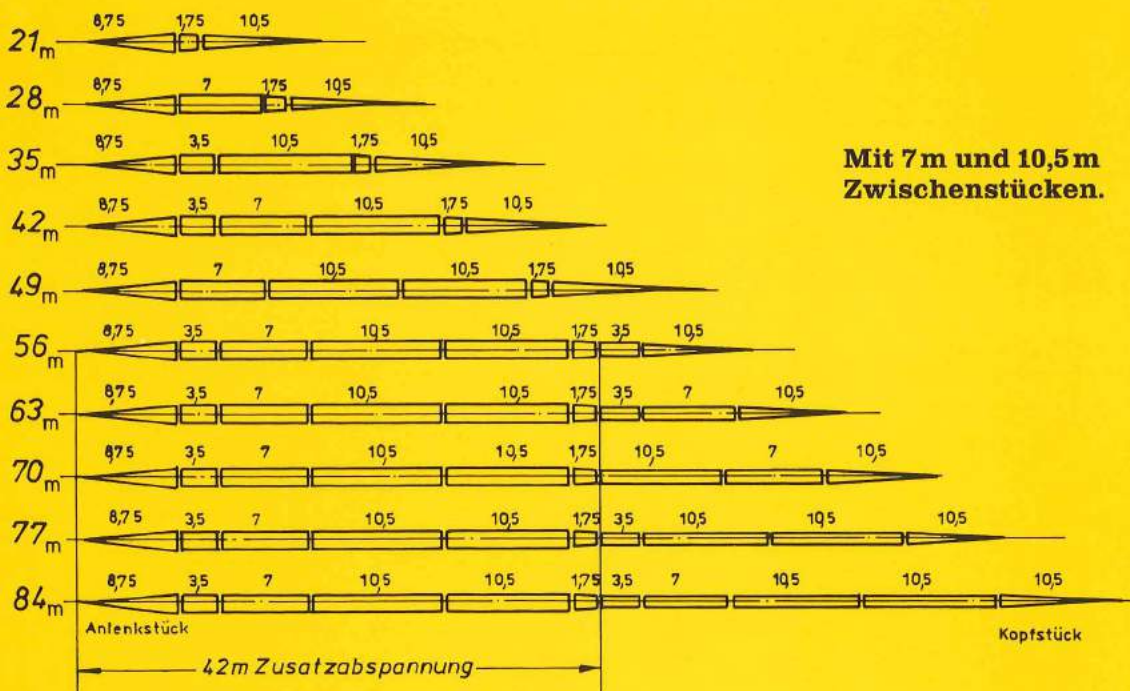 8,75 1,75 10,5
21m
8,75 7 1,75 10,5
28m
8,75 3,5 10,5 1,75 10,5
35m
Mit 7m und 10,5m
Zwischenstücken.
8,75 3,5 7 10,5 1,75 10,5
42m
8,75 7 10,5 10,5 1,75 10,5
49m
8,75 3,5 7 10,5 10,5 1,75 3,5 10,5
56m
8,75 3,5 7 10,5 10,5 1,75 3,5 7 10,5
63m
8,75 3,5 7 10,5 10,5 1,75 10,5 7 10,5
70m
8,75 3,5 7 10,5 10,5 1,75 3,5 10,5 10,5 10,5
77m
8,75 3,5 7 10,5 10,5 1,75 3,5 7 10,5 10,5 10,5
84m
Anlenkstück Kopfstück
42m Zusatzabspannung